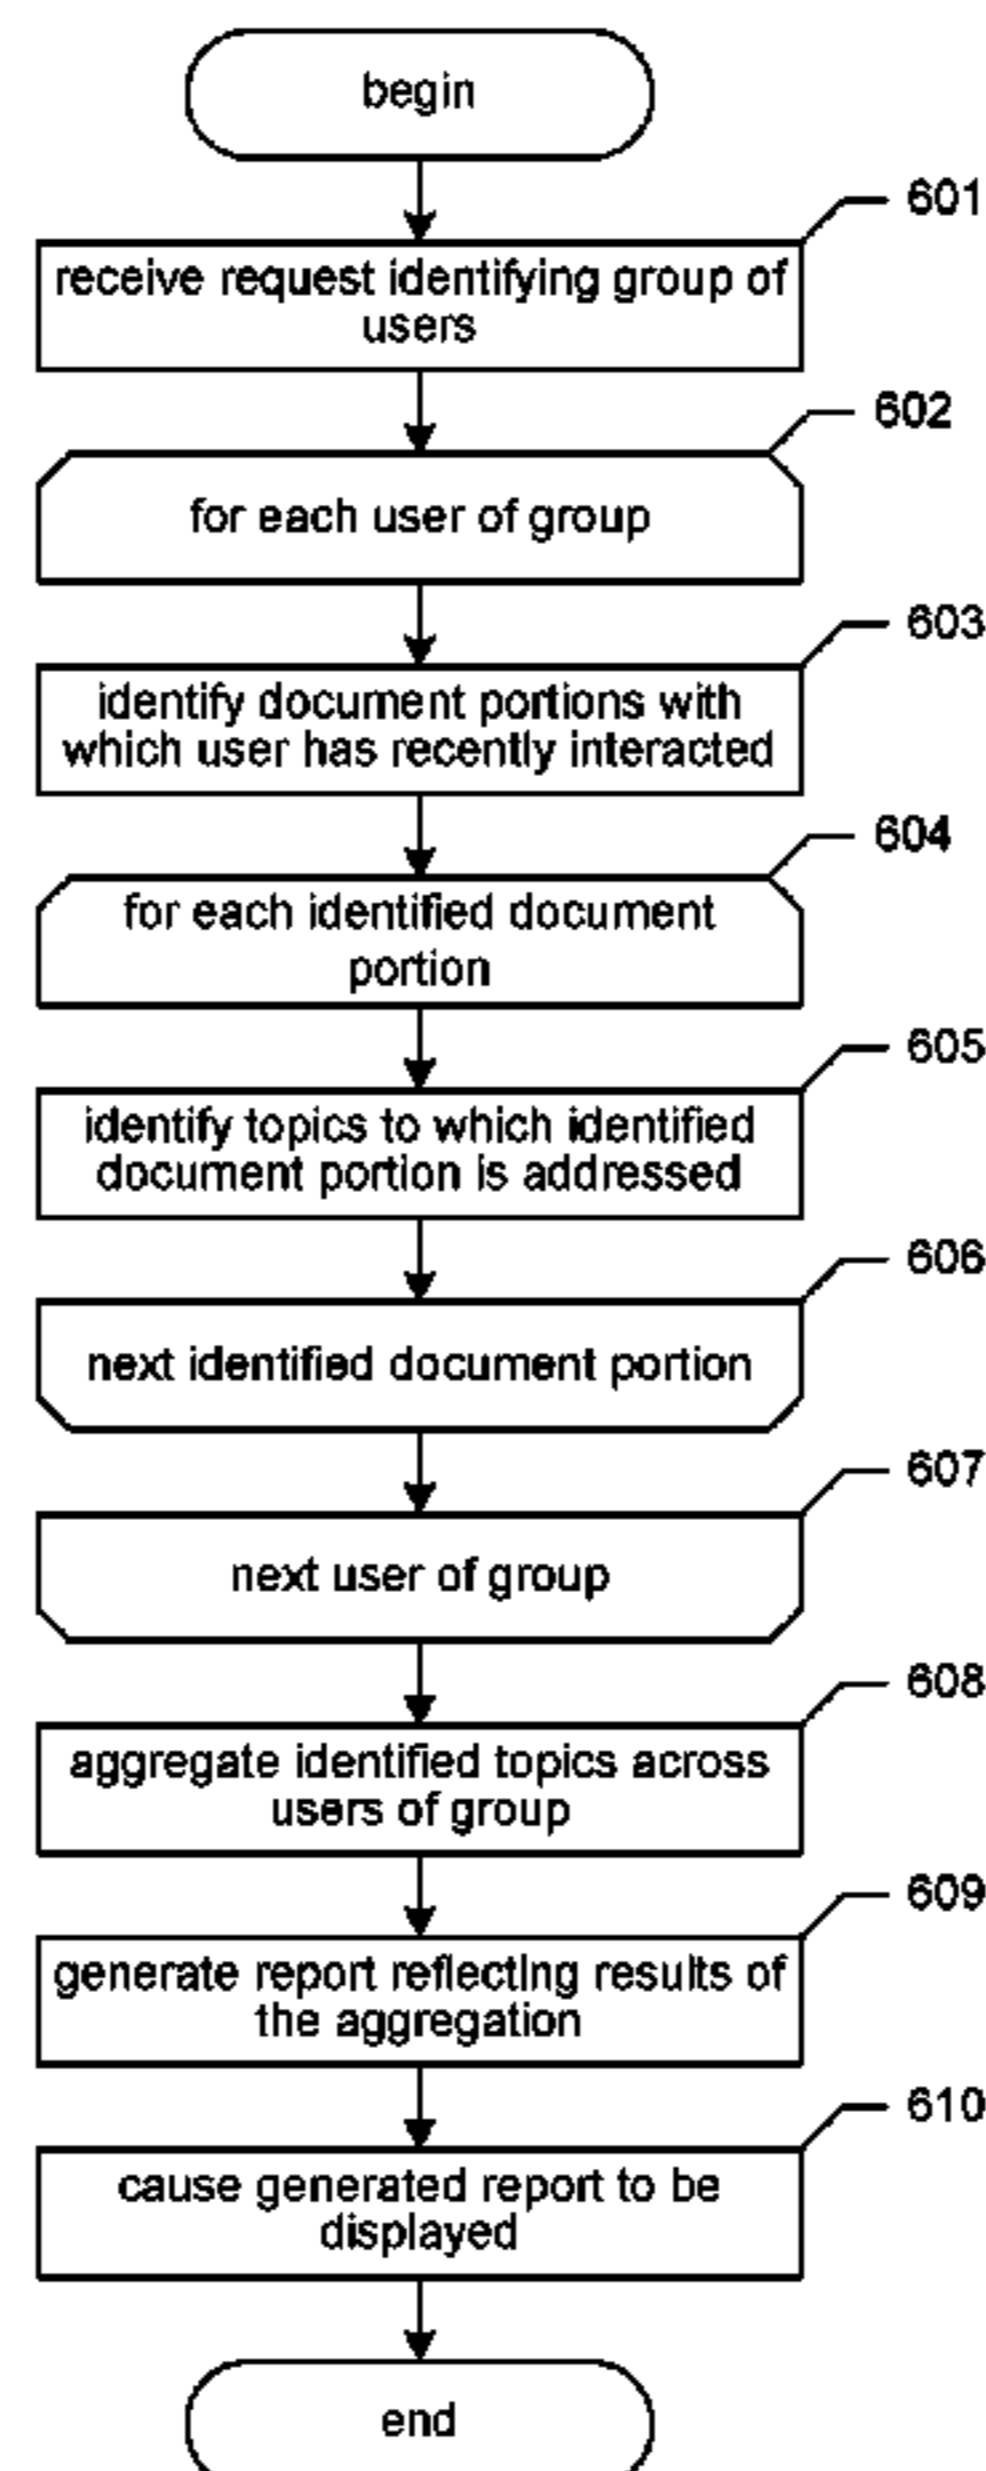 begin
601
receive request identifying group of
users
602
for each user of group
603
identify document portions with
which user has recently interacted
604
for each identified document
portion
605
identify topics to which identified
document portion is addressed
606
next identified document portion
607
next user of group
608
aggregate identified topics across
users of group
609
generate report reflecting results of
the aggregation
610
cause generated report to be
displayed
end